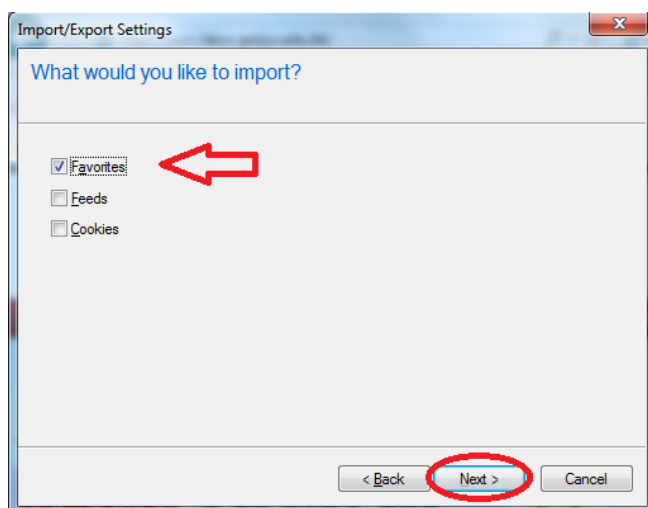 Import/Export Settings
What would you like to import?
Favorites
Feeds
Cookies
< Back Next > Cancel